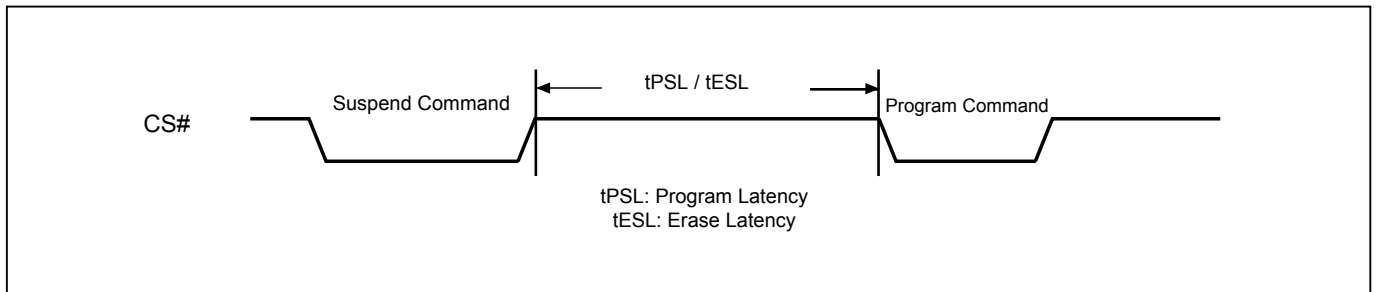 tPSL / tESL
Suspend Command
Program Command
CS#
tPSL: Program Latency
tESL: Erase Latency